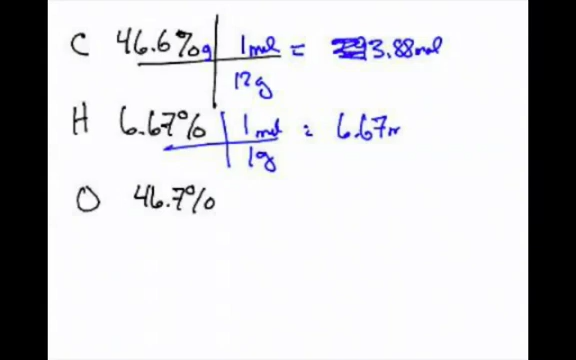 C 46.6%g 1mol = 3.88mol
12g
H 6.67% 1mol = 6.67m
1g
O 46.7%